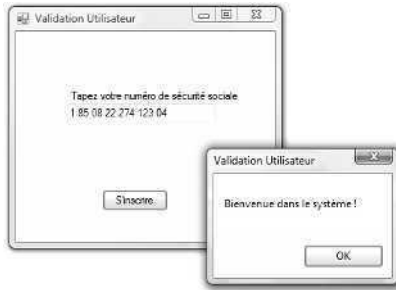 Validation Utilisateur
Tapez votre numéro de sécurité sociale
1 85 08 22 274 123 04
S'inscrire
Validation Utilisateur
Bienvenue dans le système !
OK